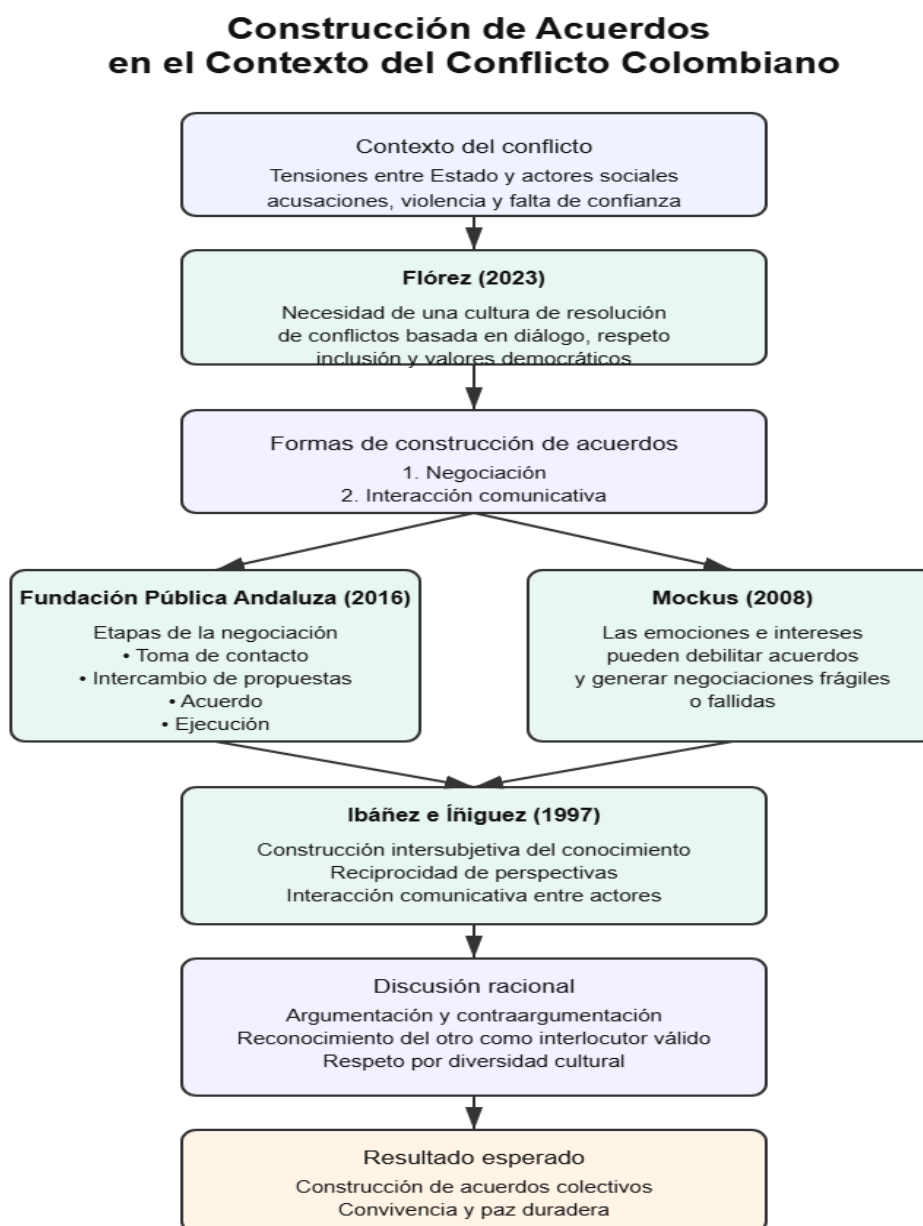 Construcción de Acuerdos
en el Contexto del Conflicto Colombiano
Contexto del conflicto
Tensiones entre Estado y actores sociales
acusaciones, violencia y falta de confianza
Flórez (2023)
Necesidad de una cultura de resolución
de conflictos basada en diálogo, respeto
inclusión y valores democráticos
Formas de construcción de acuerdos
1. Negociación
2. Interacción comunicativa
Fundación Pública Andaluza (2016)
Etapas de la negociación
• Toma de contacto
• Intercambio de propuestas
• Acuerdo
• Ejecución
Mockus (2008)
Las emociones e intereses
pueden debilitar acuerdos
y generar negociaciones frágiles
o fallidas
Ibáñez e Íñiguez (1997)
Construcción intersubjetiva del conocimiento
Reciprocidad de perspectivas
Interacción comunicativa entre actores
Discusión racional
Argumentación y contraargumentación
Reconocimiento del otro como interlocutor válido
Respeto por diversidad cultural
Resultado esperado
Construcción de acuerdos colectivos
Convivencia y paz duradera